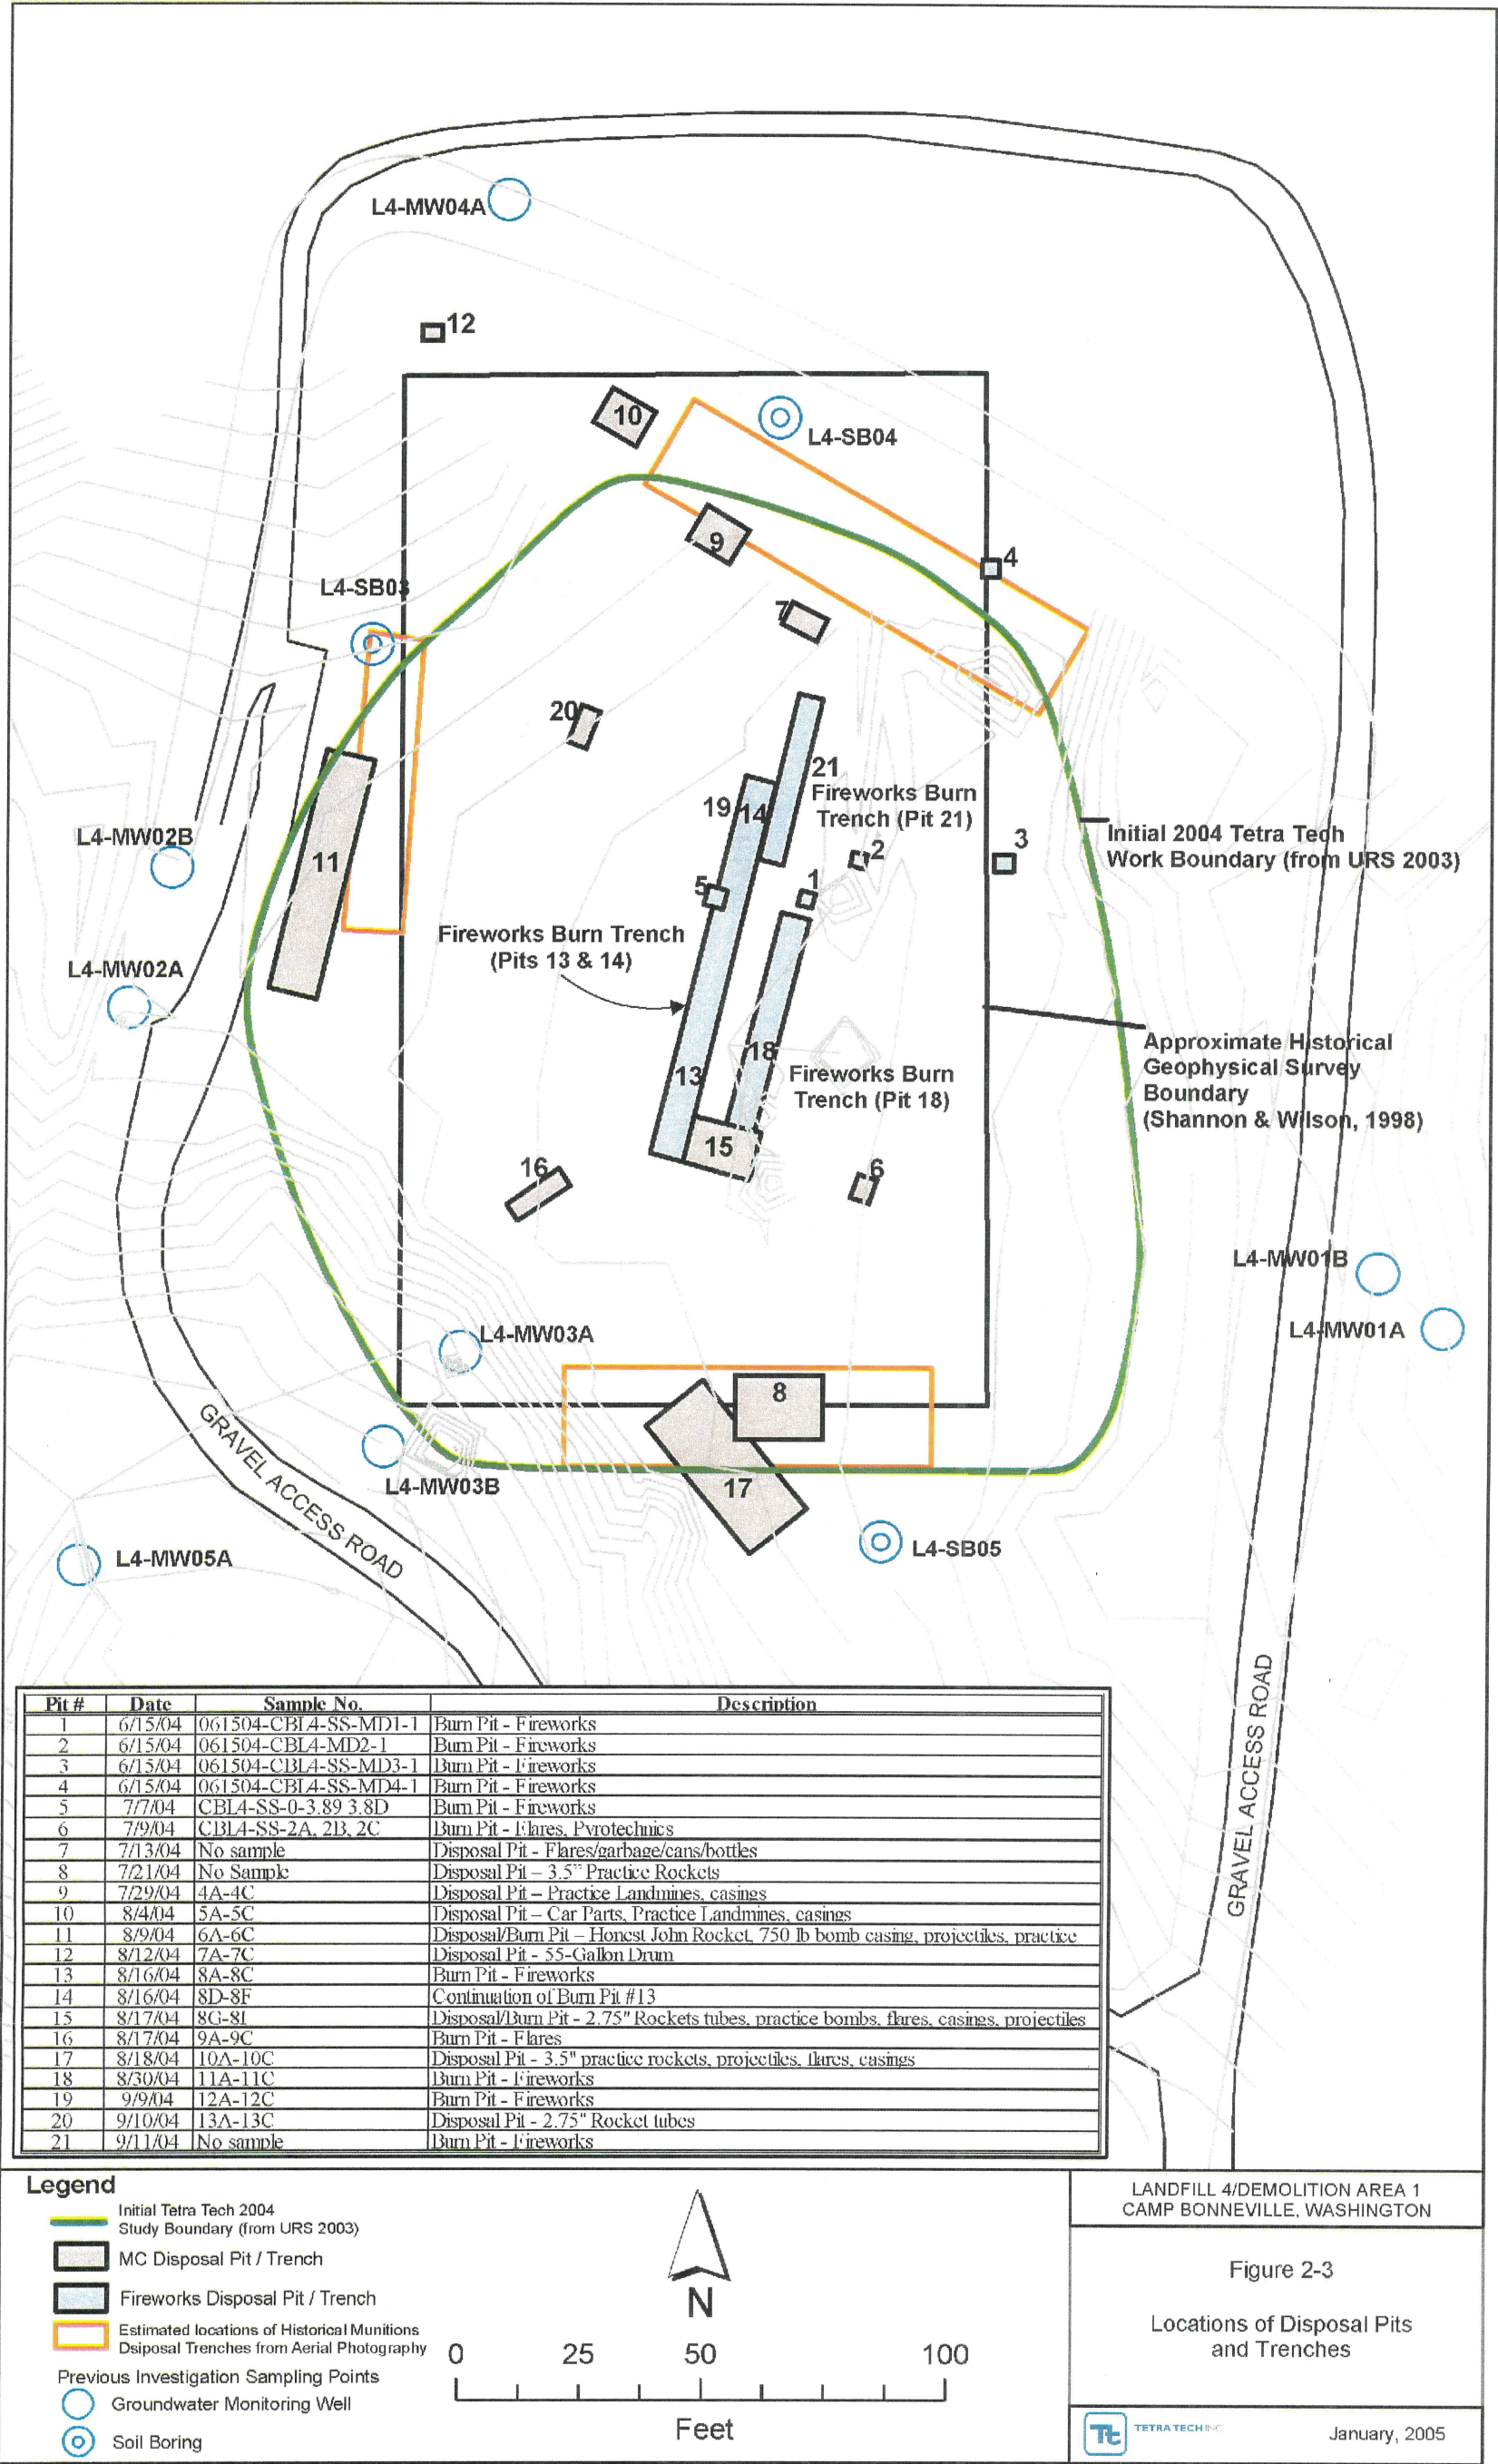 L4-MW04A
12
10
L4-SB04
9
4
L4-SB03
7
20
21
Fireworks Burn
Trench (Pit 21)
19
14
Initial 2004 Tetra Tech
Work Boundary (from URS 2003)
3
L4-MW02B
11
2
5
1
Fireworks Burn Trench
(Pits 13 & 14)
L4-MW02A
Approximate Historical
Geophysical Survey
Boundary
(Shannon & Wilson, 1998)
18
13
Fireworks Burn
Trench (Pit 18)
15
16
6
L4-MW01B
L4-MW03A
L4-MW01A
8
GRAVEL ACCESS ROAD
L4-MW03B
17
L4-SB05
L4-MW05A
GRAVEL ACCESS ROAD
Pit # Date Sample No. Description
1 6/15/04 061504-CBL4-SS-MD1-1 Burn Pit - Fireworks
2 6/15/04 061504-CBL4-MD2-1 Burn Pit - Fireworks
3 6/15/04 061504-CBL4-SS-MD3-1 Burn Pit - Fireworks
4 6/15/04 061504-CBL4-SS-MD4-1 Burn Pit - Fireworks
5 7/7/04 CBL4-SS-0-3.89 3.8D Burn Pit - Fireworks
6 7/9/04 CBL4-SS-2A, 2B, 2C Burn Pit - Flares, Pyrotechnics
7 7/13/04 No sample Disposal Pit - Flares/garbage/cans/bottles
8 7/21/04 No Sample Disposal Pit – 3.5" Practice Rockets
9 7/29/04 4A-4C Disposal Pit – Practice Landmines, casings
10 8/4/04 5A-5C Disposal Pit – Car Parts, Practice Landmines, casings
11 8/9/04 6A-6C Disposal/Burn Pit – Honest John Rocket, 750 lb bomb casing, projectiles, practice
12 8/12/04 7A-7C Disposal Pit - 55-Gallon Drum
13 8/16/04 8A-8C Burn Pit - Fireworks
14 8/16/04 8D-8F Continuation of Burn Pit #13
15 8/17/04 8G-8I Disposal/Burn Pit - 2.75" Rockets tubes, practice bombs, flares, casings, projectiles
16 8/17/04 9A-9C Burn Pit - Flares
17 8/18/04 10A-10C Disposal Pit - 3.5" practice rockets, projectiles, flares, casings
18 8/30/04 11A-11C Burn Pit - Fireworks
19 9/9/04 12A-12C Burn Pit - Fireworks
20 9/10/04 13A-13C Disposal Pit - 2.75" Rocket tubes
21 9/11/04 No sample Burn Pit - Fireworks
Legend
Initial Tetra Tech 2004
Study Boundary (from URS 2003)
MC Disposal Pit / Trench
Fireworks Disposal Pit / Trench
Estimated locations of Historical Munitions
Dsiposal Trenches from Aerial Photography
Previous Investigation Sampling Points
Groundwater Monitoring Well
Soil Boring
N
0 25 50 100
Feet
LANDFILL 4/DEMOLITION AREA 1
CAMP BONNEVILLE, WASHINGTON
Figure 2-3
Locations of Disposal Pits
and Trenches
Tt TETRA TECH INC.
January, 2005